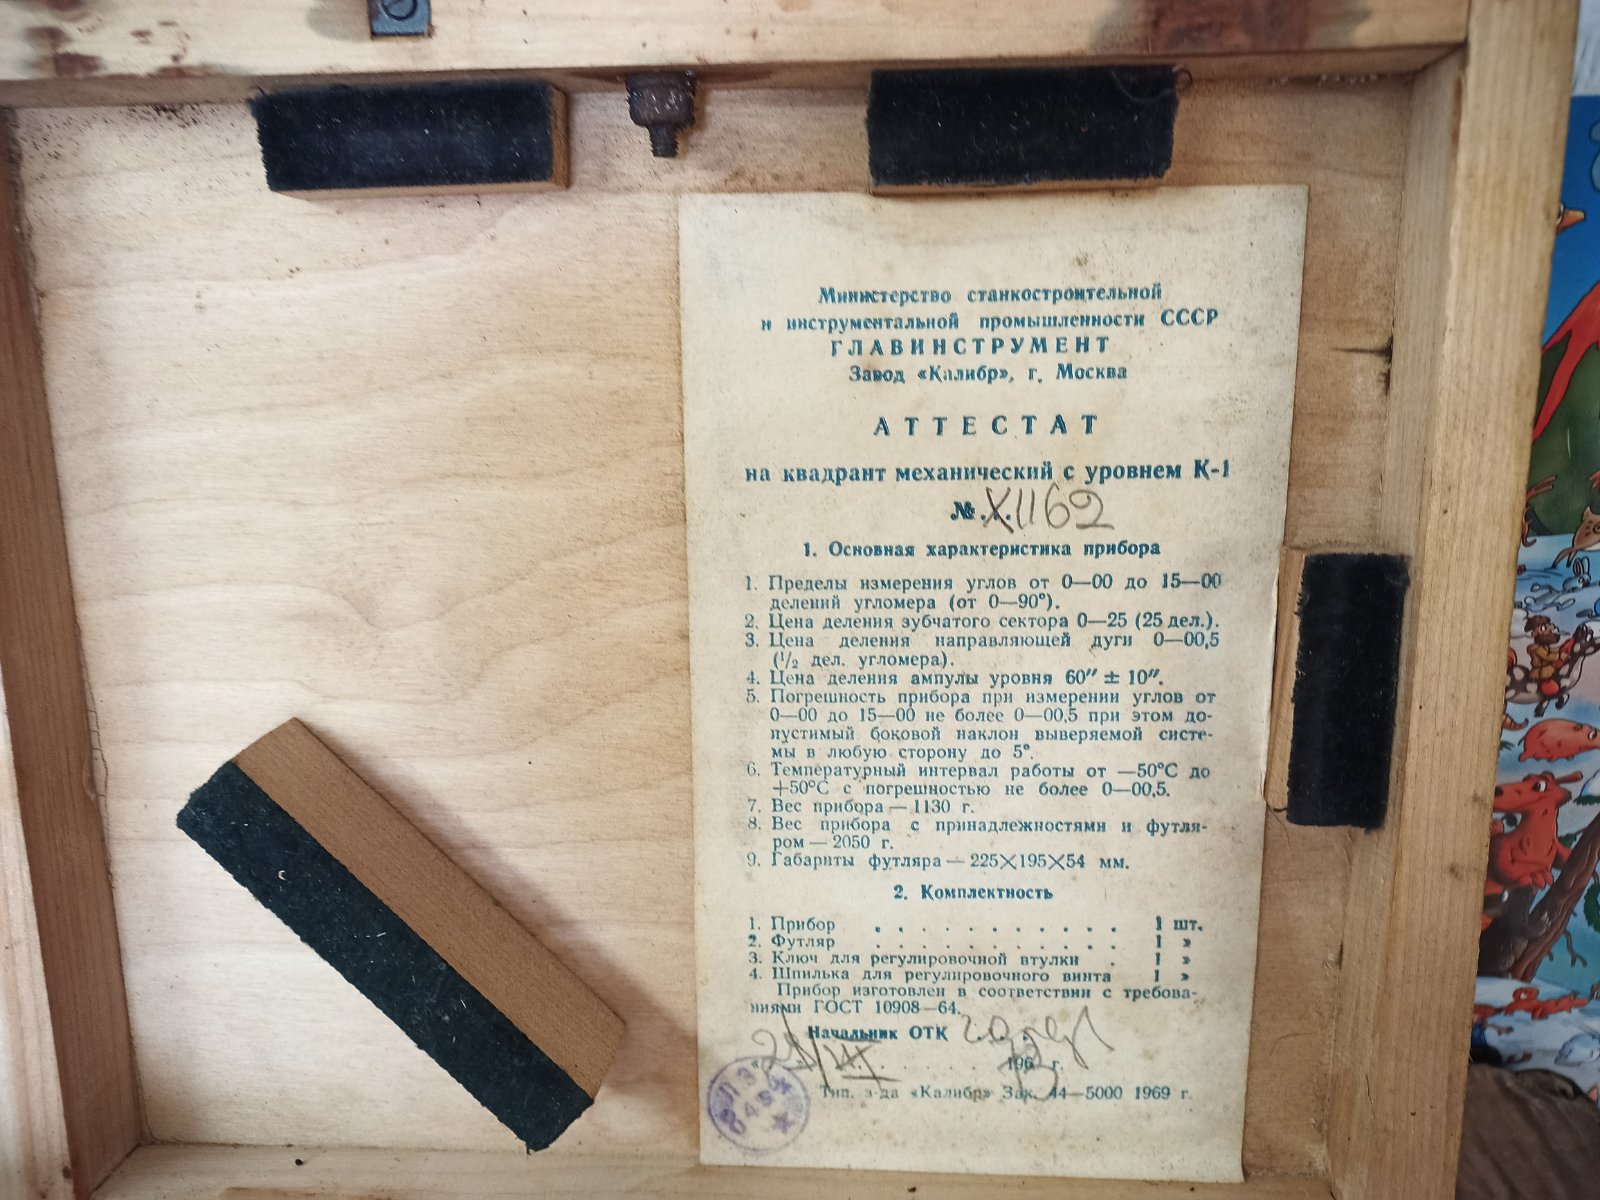 Министерство станкостроительной
и инструментальной промышленности СССР
ГЛАВИНСТРУМЕНТ
Завод «Калибр», г. Москва
АТТЕСТАТ
на квадрант механический с уровнем К-1
№ XII62
1. Основная характеристика прибора
1. Пределы измерения углов от 0—00 до 15—00
делений угломера (от 0—90°).
2. Цена деления зубчатого сектора 0—25 (25 дел.).
3. Цена деления направляющей дуги 0—00,5
(1/2 дел. угломера).
4. Цена деления ампулы уровня 60″ ± 10″.
5. Погрешность прибора при измерении углов от
0—00 до 15—00 не более 0—00,5 при этом до-
пустимый боковой наклон выверяемой систе-
мы в любую сторону до 5°.
6. Температурный интервал работы от —50°С до
+50°С с погрешностью не более 0—00,5.
7. Вес прибора — 1130 г.
8. Вес прибора с принадлежностями и футля-
ром — 2050 г.
9. Габариты футляра — 225×195×54 мм.
2. Комплектность
1. Прибор . . . . . . . . . . . 1 шт.
2. Футляр . . . . . . . . . . . 1 »
3. Ключ для регулировочной втулки . 1 »
4. Шпилька для регулировочного винта 1 »
Прибор изготовлен в соответствии с требова-
ниями ГОСТ 10908—64.
Начальник ОТК
196 г.
Тип. з-да «Калибр» Зак. 44—5000 1969 г.